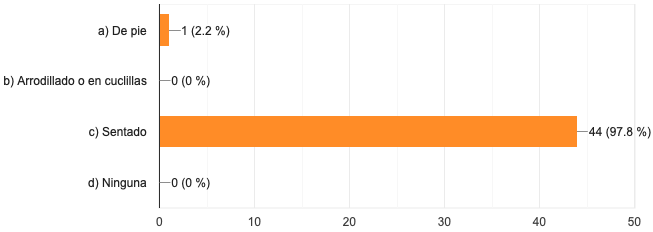 a) De pie
1 (2.2 %)
b) Arrodillado o en cuclillas
0 (0 %)
c) Sentado
44 (97.8 %)
d) Ninguna
0 (0 %)
0 10 20 30 40 50